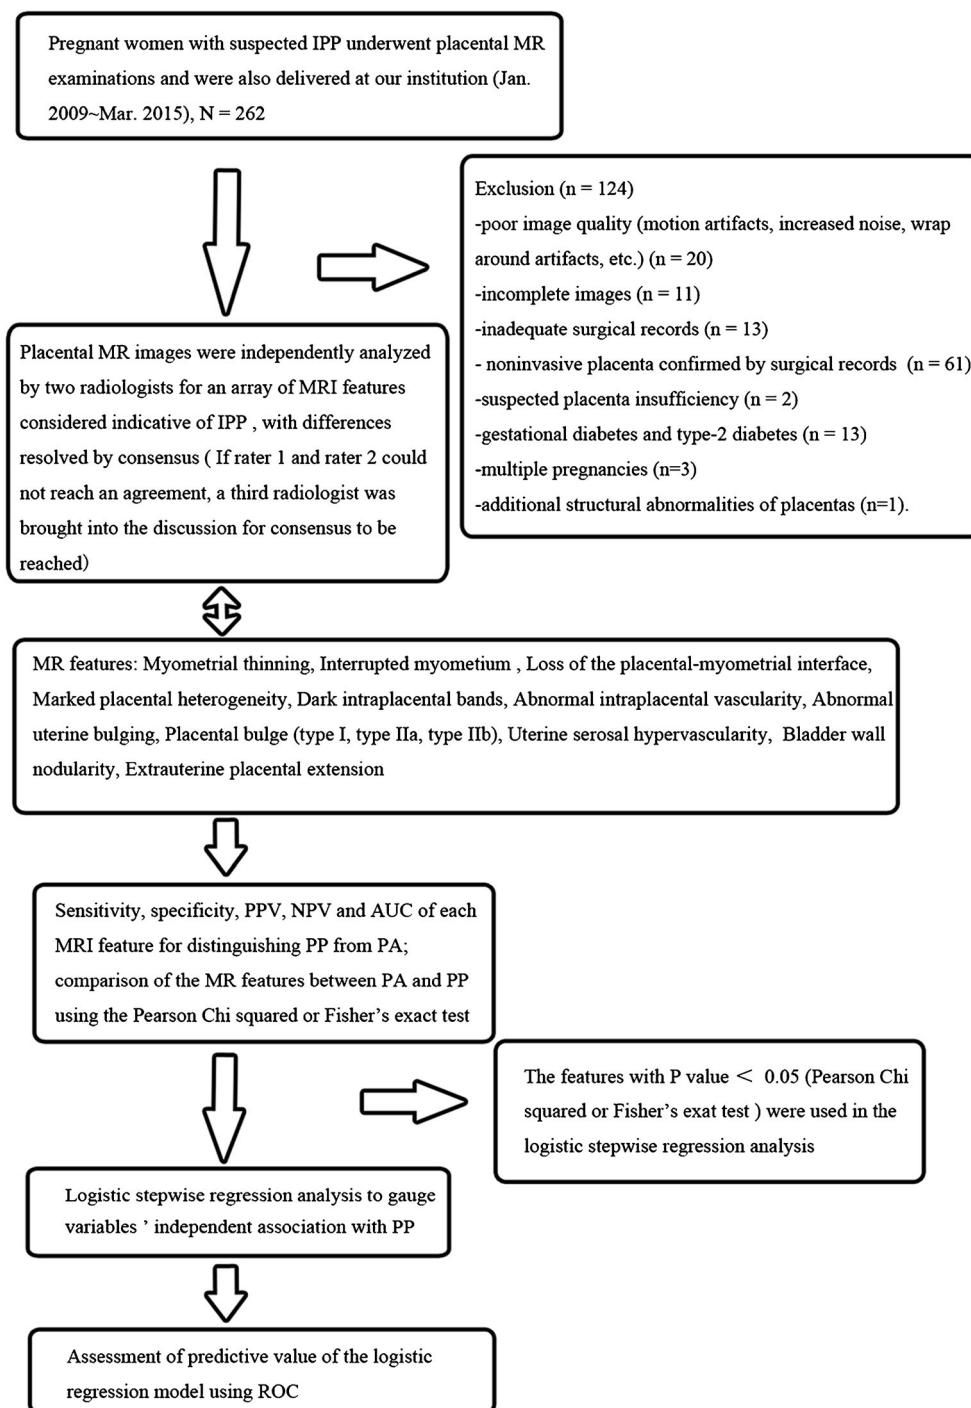 Pregnant women with suspected IPP underwent placental MR
examinations and were also delivered at our institution (Jan.
2009~Mar. 2015), N = 262
Exclusion (n = 124)
-poor image quality (motion artifacts, increased noise, wrap
around artifacts, etc.) (n = 20)
-incomplete images (n = 11)
-inadequate surgical records (n = 13)
- noninvasive placenta confirmed by surgical records (n = 61)
-suspected placenta insufficiency (n = 2)
-gestational diabetes and type-2 diabetes (n = 13)
-multiple pregnancies (n=3)
-additional structural abnormalities of placentas (n=1).
Placental MR images were independently analyzed
by two radiologists for an array of MRI features
considered indicative of IPP , with differences
resolved by consensus ( If rater 1 and rater 2 could
not reach an agreement, a third radiologist was
brought into the discussion for consensus to be
reached)
MR features: Myometrial thinning, Interrupted myometium , Loss of the placental-myometrial interface,
Marked placental heterogeneity, Dark intraplacental bands, Abnormal intraplacental vascularity, Abnormal
uterine bulging, Placental bulge (type I, type IIa, type IIb), Uterine serosal hypervascularity, Bladder wall
nodularity, Extrauterine placental extension
Sensitivity, specificity, PPV, NPV and AUC of each
MRI feature for distinguishing PP from PA;
comparison of the MR features between PA and PP
using the Pearson Chi squared or Fisher's exact test
The features with P value < 0.05 (Pearson Chi
squared or Fisher's exat test ) were used in the
logistic stepwise regression analysis
Logistic stepwise regression analysis to gauge
variables ' independent association with PP
Assessment of predictive value of the logistic
regression model using ROC